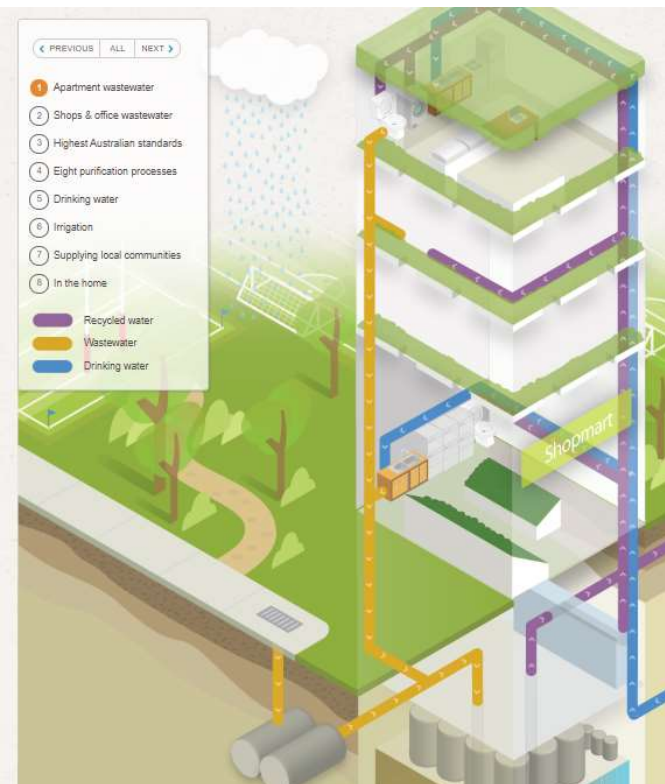 PREVIOUS ALL NEXT
1 Apartment wastewater
2 Shops & office wastewater
3 Highest Australian standards
4 Eight purification processes
5 Drinking water
6 Irrigation
7 Supplying local communities
8 In the home
Recycled water
Wastewater
Drinking water
Shopmart